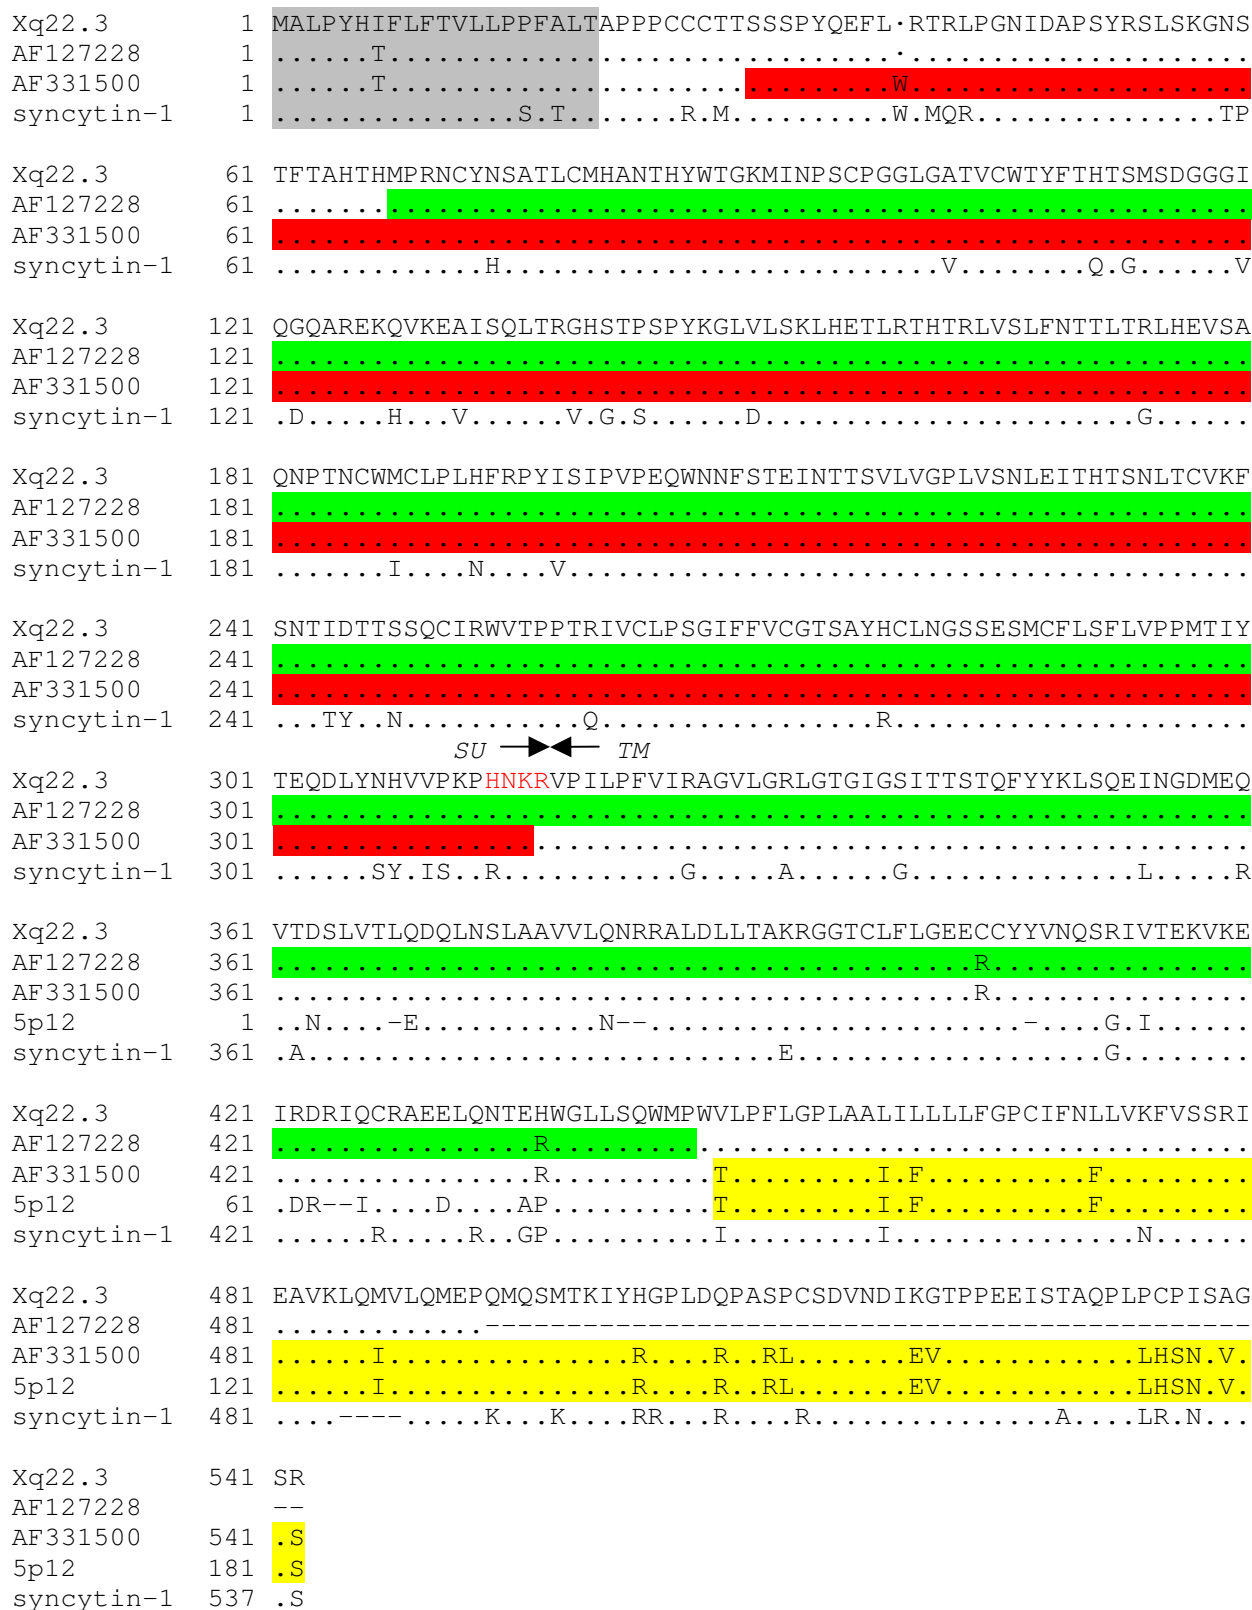 Xq22.3 1 MALPYHIFLFTVLLPPFALTAPPPCCCTTSSSPYQEFL·RTRLPGNIDAPSYRSLSKGNS
AF127228 1 ......T...............................·.....................
AF331500 1 ......T...............................W.....................
syncytin-1 1 ...............S.T.......R.M..........W.MQR...............TP
Xq22.3 61 TFTAHTHMPRNCYNSATLCMHANTHYWTGKMINPSCPGGLGATVCWTYFTHTSMSDGGGI
AF127228 61 ............................................................
AF331500 61 ............................................................
syncytin-1 61 .............H...........................V........Q.G......V
Xq22.3 121 QGQAREKQVKEAISQLTRGHSTPSPYKGLVLSKLHETLRTHTRLVSLFNTTLTRLHEVSA
AF127228 121 ............................................................
AF331500 121 ............................................................
syncytin-1 121 .D.....H...V......V.G.S......D.......................G......
Xq22.3 181 QNPTNCWMCLPLHFRPYISIPVPEQWNNFSTEINTTSVLVGPLVSNLEITHTSNLTCVKF
AF127228 181 ............................................................
AF331500 181 ............................................................
syncytin-1 181 .......I....N....V..........................................
Xq22.3 241 SNTIDTTSSQCIRWVTPPTRIVCLPSGIFFVCGTSAYHCLNGSSESMCFLSFLVPPMTIY
AF127228 241 ............................................................
AF331500 241 ............................................................
syncytin-1 241 ...TY..N...........Q.................R......................
SU TM
Xq22.3 301 TEQDLYNHVVPKPHNKRVPILPFVIRAGVLGRLGTGIGSITTSTQFYYKLSQEINGDMEQ
AF127228 301 ............................................................
AF331500 301 ............................................................
syncytin-1 301 ......SY.IS..R...........G.....A......G..............L.....R
Xq22.3 361 VTDSLVTLQDQLNSLAAVVLQNRRALDLLTAKRGGTCLFLGEECCYYVNQSRIVTEKVKE
AF127228 361 ...........................................R................
AF331500 361 ...........................................R................
5p12 1 ..N....-E...........N--.......................-....G.I......
syncytin-1 361 .A.............................E...................G........
Xq22.3 421 IRDRIQCRAEELQNTEHWGLLSQWMPWVLPFLGPLAALILLLLFGPCIFNLLVKFVSSRI
AF127228 421 ................R...........................................
AF331500 421 ................R..........T.........I.F..........F.........
5p12 61 .DR--I....D....AP..........T.........I.F..........F.........
syncytin-1 421 ......R.....R..GP..........I.........I...............N......
Xq22.3 481 EAVKLQMVLQMEPQMQSMTKIYHGPLDQPASPCSDVNDIKGTPPEEISTAQPLPCPISAG
AF127228 481 .............-----------------------------------------------
AF331500 481 ......I...............R....R..RL.......EV............LHSN.V.
5p12 121 ......I...............R....R..RL.......EV............LHSN.V.
syncytin-1 481 ....----.....K...K....RR...R....R...............A....LR.N...
Xq22.3 541 SR
AF127228 --
AF331500 541 .S
5p12 181 .S
syncytin-1 537 .S